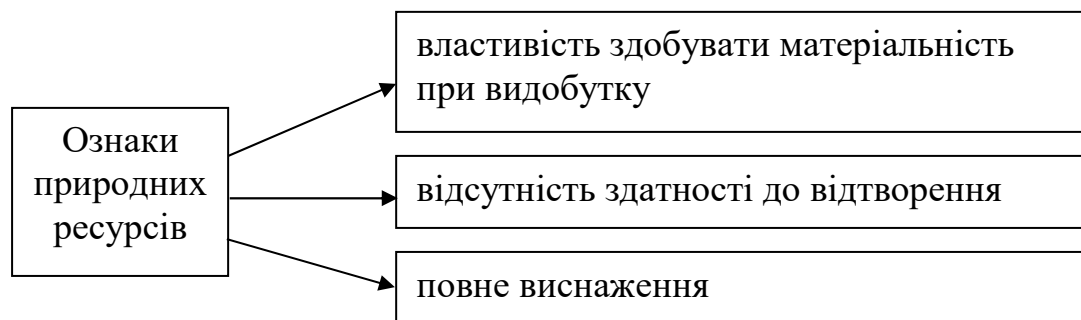 Ознаки
природних
ресурсів
властивість здобувати матеріальність
при видобутку
відсутність здатності до відтворення
повне виснаження